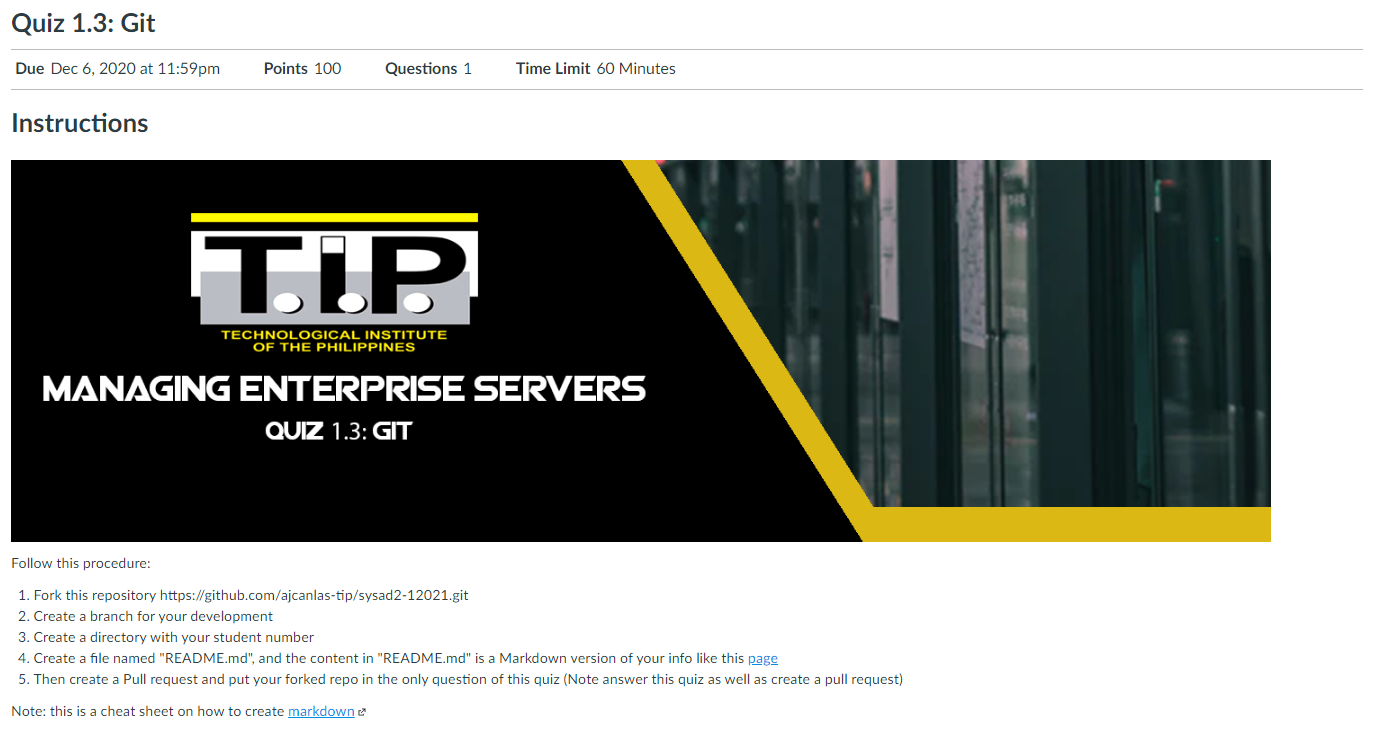 Quiz 1.3: Git
Due Dec 6, 2020 at 11:59pm Points 100 Questions 1 Time Limit 60 Minutes
Instructions
T.I.P.
TECHNOLOGICAL INSTITUTE
OF THE PHILIPPINES
MANAGING ENTERPRISE SERVERS
QUIZ 1.3: GIT
Follow this procedure:
1. Fork this repository https://github.com/ajcanlas-tip/sysad2-12021.git
2. Create a branch for your development
3. Create a directory with your student number
4. Create a file named "README.md", and the content in "README.md" is a Markdown version of your info like this page
5. Then create a Pull request and put your forked repo in the only question of this quiz (Note answer this quiz as well as create a pull request)
Note: this is a cheat sheet on how to create markdown